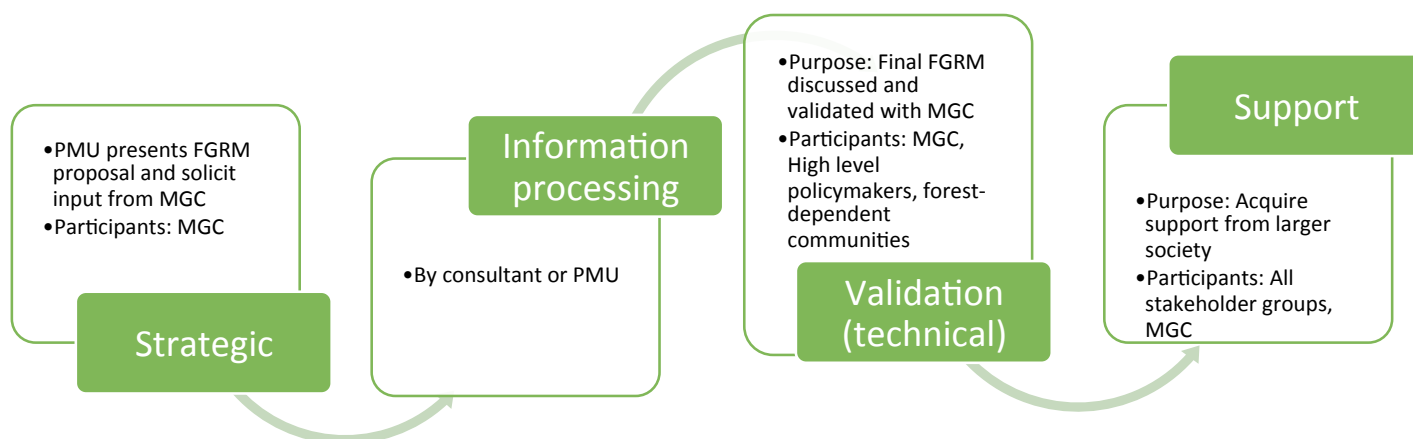 •PMU presents FGRM
proposal and solicit
input from MGC
•Participants: MGC
Strategic
Information
processing
•By consultant or PMU
•Purpose: Final FGRM
discussed and
validated with MGC
•Participants: MGC,
High level
policymakers, forest-
dependent
communities
Validation
(technical)
Support
•Purpose: Acquire
support from larger
society
•Participants: All
stakeholder groups,
MGC